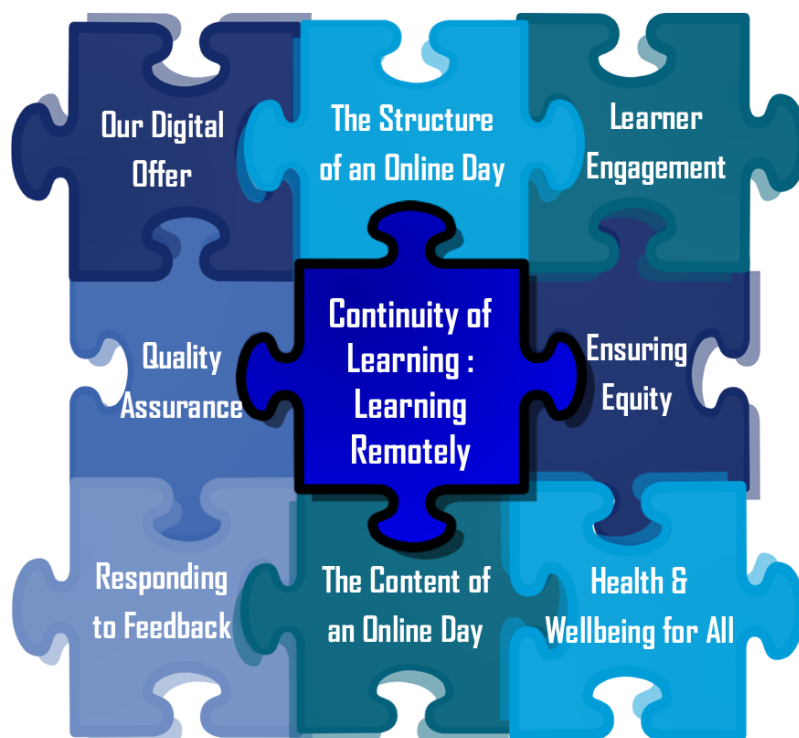 Our Digital
Offer
The Structure
of an Online Day
Learner
Engagement
Quality
Assurance
Continuity of
Learning :
Learning
Remotely
Ensuring
Equity
Responding
to Feedback
The Content of
an Online Day
Health &
Wellbeing for All